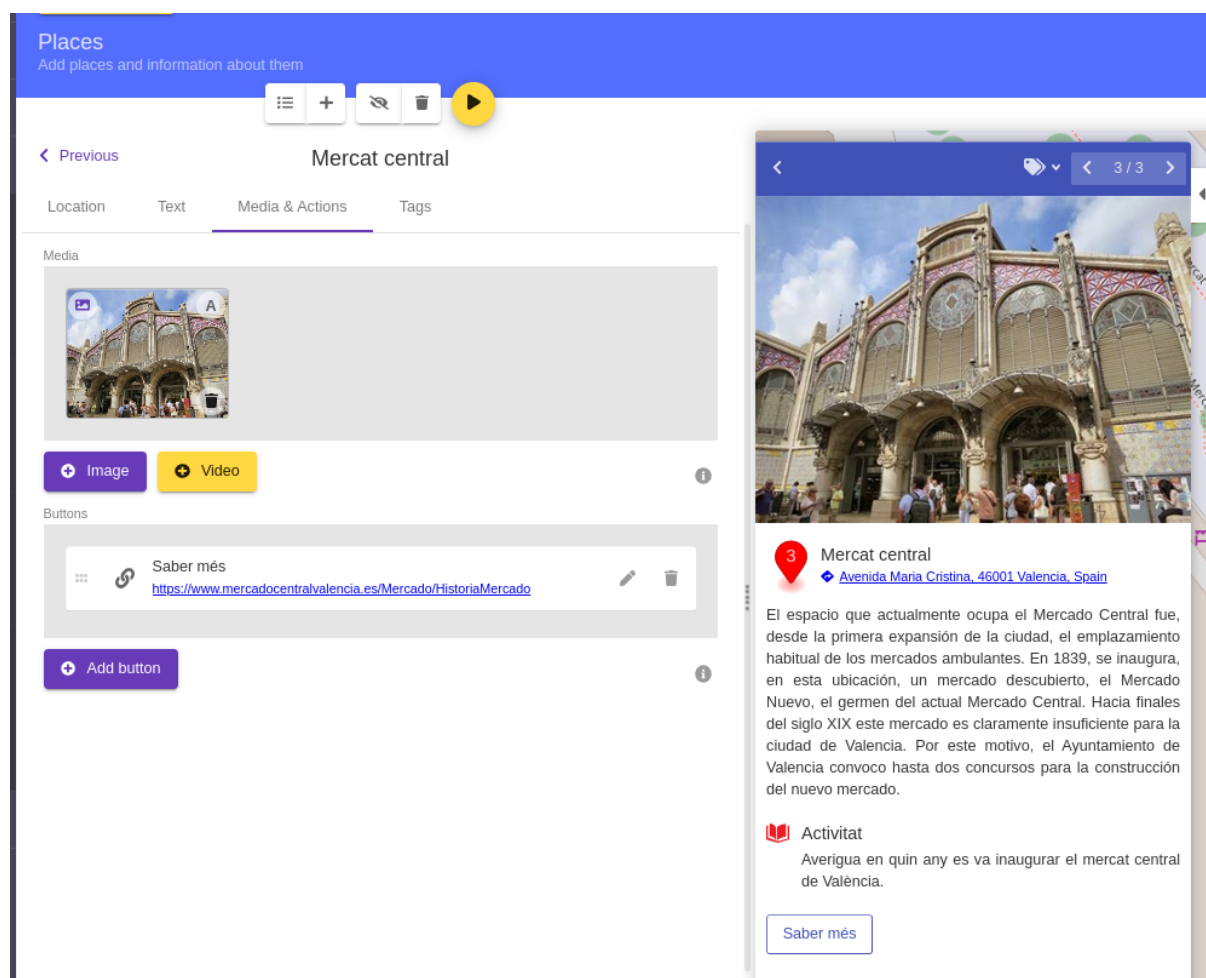 Places
Add places and information about them
Previous
Mercat central
Location
Text
Media & Actions
Tags
Media
A
Image
Video
Buttons
Saber més
https://www.mercadocentralvalencia.es/Mercado/HistoriaMercado
Add button
3 / 3
3
Mercat central
Avenida Maria Cristina, 46001 Valencia, Spain
El espacio que actualmente ocupa el Mercado Central fue,
desde la primera expansión de la ciudad, el emplazamiento
habitual de los mercados ambulantes. En 1839, se inaugura,
en esta ubicación, un mercado descubierto, el Mercado
Nuevo, el germen del actual Mercado Central. Hacia finales
del siglo XIX este mercado es claramente insuficiente para la
ciudad de Valencia. Por este motivo, el Ayuntamiento de
Valencia convoco hasta dos concursos para la construcción
del nuevo mercado.
Activitat
Averigua en quin any es va inaugurar el mercat central
de València.
Saber més